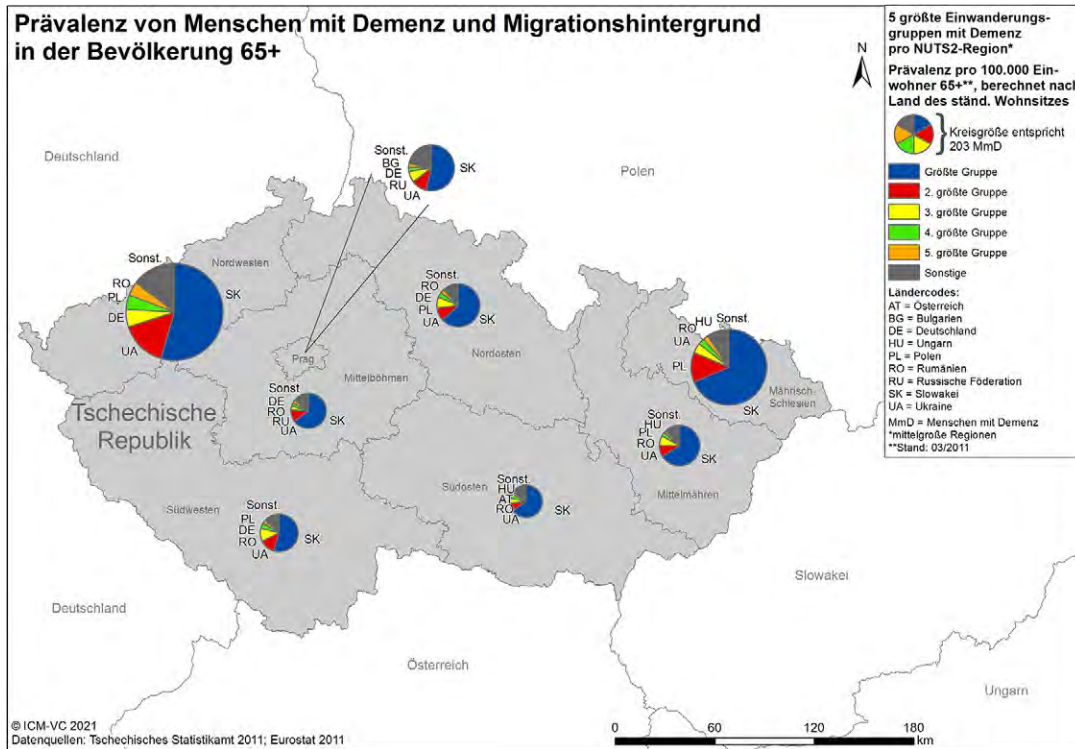 Prävalenz von Menschen mit Demenz und Migrationshintergrund
in der Bevölkerung 65+
5 größte Einwanderungs-
gruppen mit Demenz
pro NUTS2-Region*
Prävalenz pro 100.000 Ein-
wohner 65+**, berechnet nach
Land des ständ. Wohnsitzes
Kreisgröße entspricht
203 MmD
Größte Gruppe
2. größte Gruppe
3. größte Gruppe
4. größte Gruppe
5. größte Gruppe
Sonstige
Ländercodes:
AT = Österreich
BG = Bulgarien
DE = Deutschland
HU = Ungarn
PL = Polen
RO = Rumänien
RU = Russische Föderation
SK = Slowakei
UA = Ukraine
MmD = Menschen mit Demenz
*mittelgroße Regionen
**Stand: 03/2011
N
Deutschland
Polen
Sonst.
BG
DE
RU
UA
SK
Nordwesten
Sonst.
RO
PL
DE
UA
SK
Sonst.
RO
DE
PL
UA
SK
Nordosten
HU
Sonst.
RO
UA
PL
SK
Mährisch-
Schlesien
Prag
Mittelböhmen
Sonst.
DE
RO
RU
UA
SK
Tschechische
Republik
Sonst.
HU
PL
RO
UA
SK
Mittelmähren
Südwesten
Sonst.
PL
DE
RO
UA
SK
Südosten
Sonst.
HU
AT
RO
UA
SK
Slowakei
Deutschland
Österreich
Ungarn
© ICM-VC 2021
Datenquellen: Tschechisches Statistikamt 2011; Eurostat 2011
0 60 120 180
km